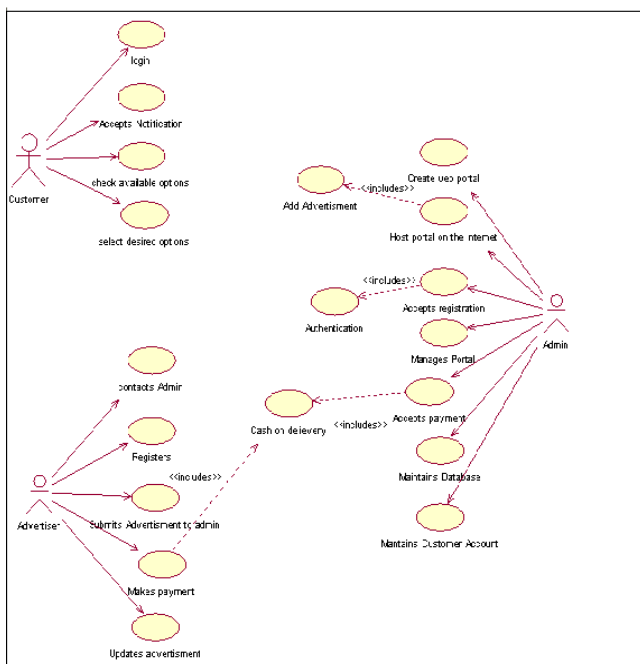 login
Accepts Notification
check available options
Customer
select desired options
Create web portal
<<includes>>
Add Advertisment
Host portal on the internet
<<includes>>
Accepts registration
Authentication
Admin
Manages Portal
contacts Admin
Accepts payment
Cash on delevery
<<includes>>
Registers
<<includes>>
Maintains Database
Submits Advertisment to admin
Advertiser
Mantains Customer Account
Makes payment
Updates advertisment